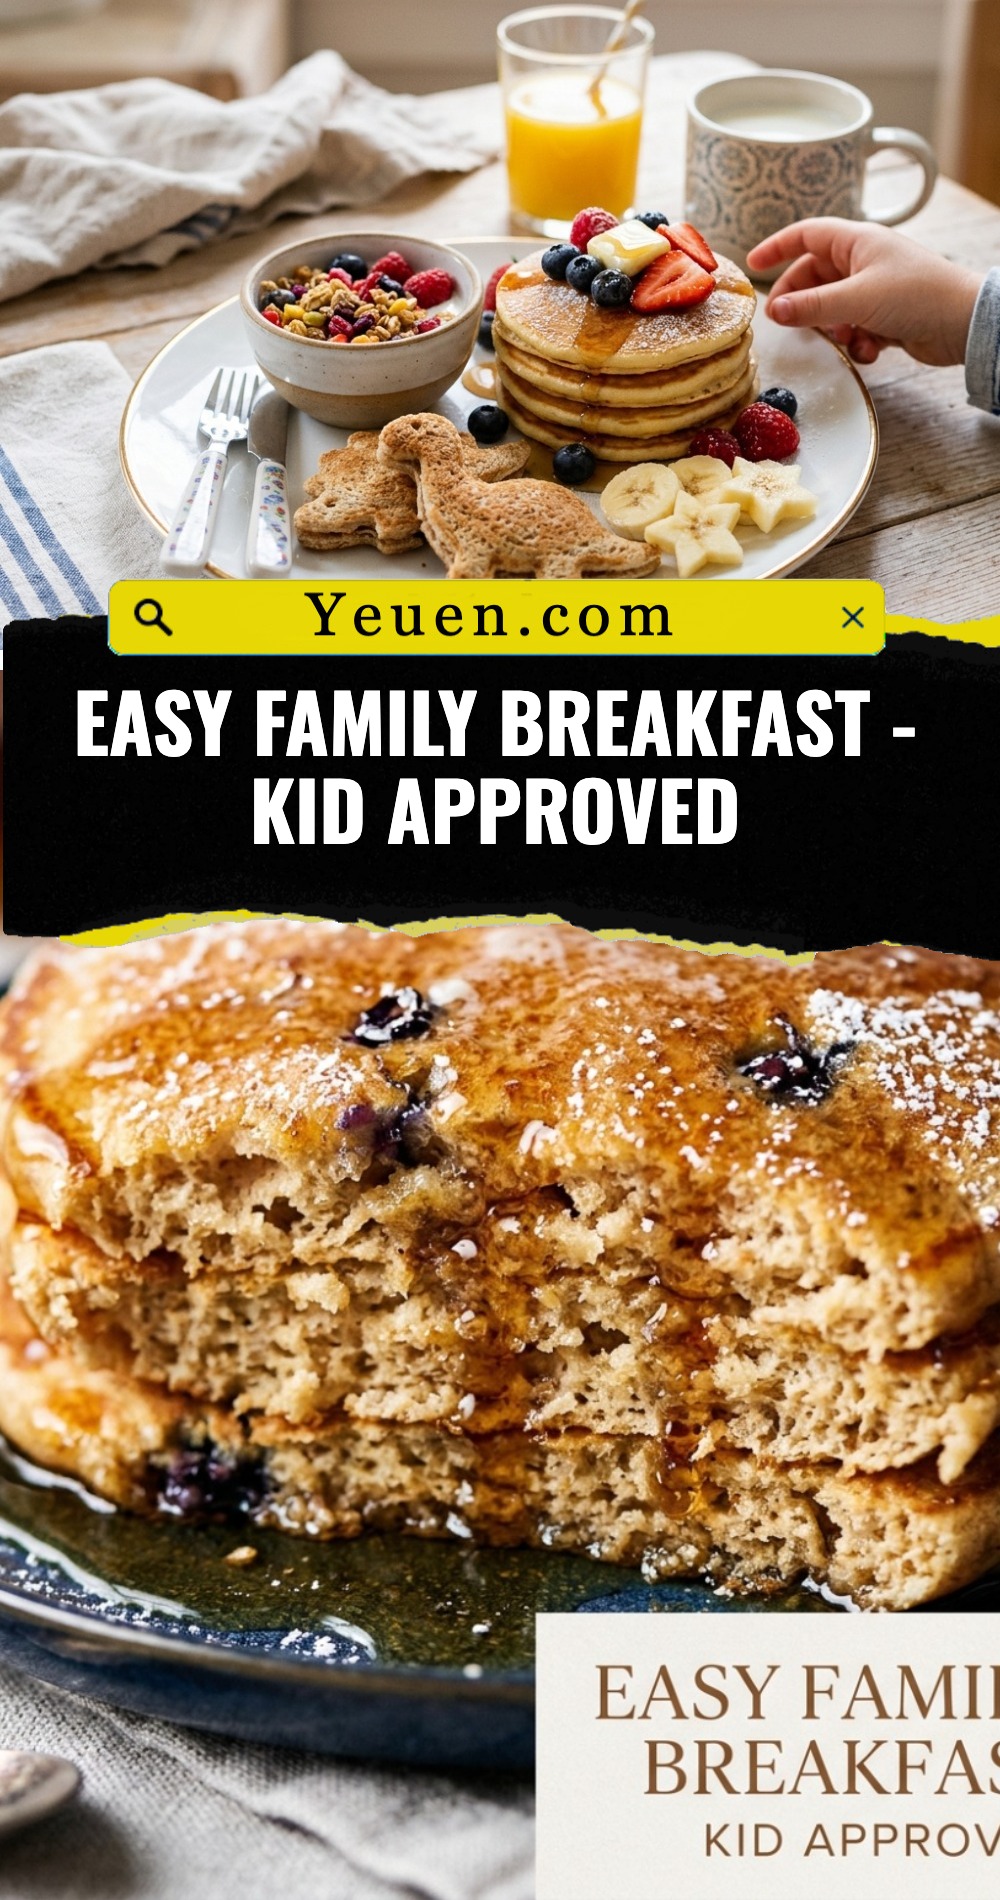 Yeuen.com
EASY FAMILY BREAKFAST -
KID APPROVED
EASY FAMI
BREAKFAS
KID APPROV